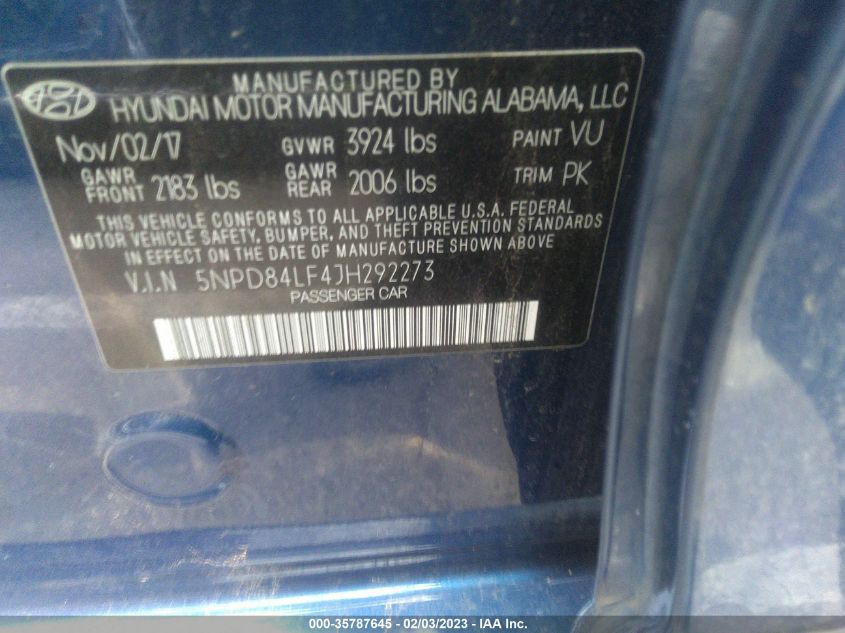 MANUFACTURED BY
HYUNDAI MOTOR MANUFACTURING ALABAMA, LLC
Nov/02/17 GVWR 3924 lbs PAINT VU
GAWR FRONT 2183 lbs GAWR REAR 2006 lbs TRIM PK
THIS VEHICLE CONFORMS TO ALL APPLICABLE U.S.A. FEDERAL
MOTOR VEHICLE SAFETY, BUMPER, AND THEFT PREVENTION STANDARDS
IN EFFECT ON THE DATE OF MANUFACTURE SHOWN ABOVE.
V.I.N 5NPD84LF4JH292273
PASSENGER CAR
000-35787645 - 02/03/2023 - © IAA Inc.